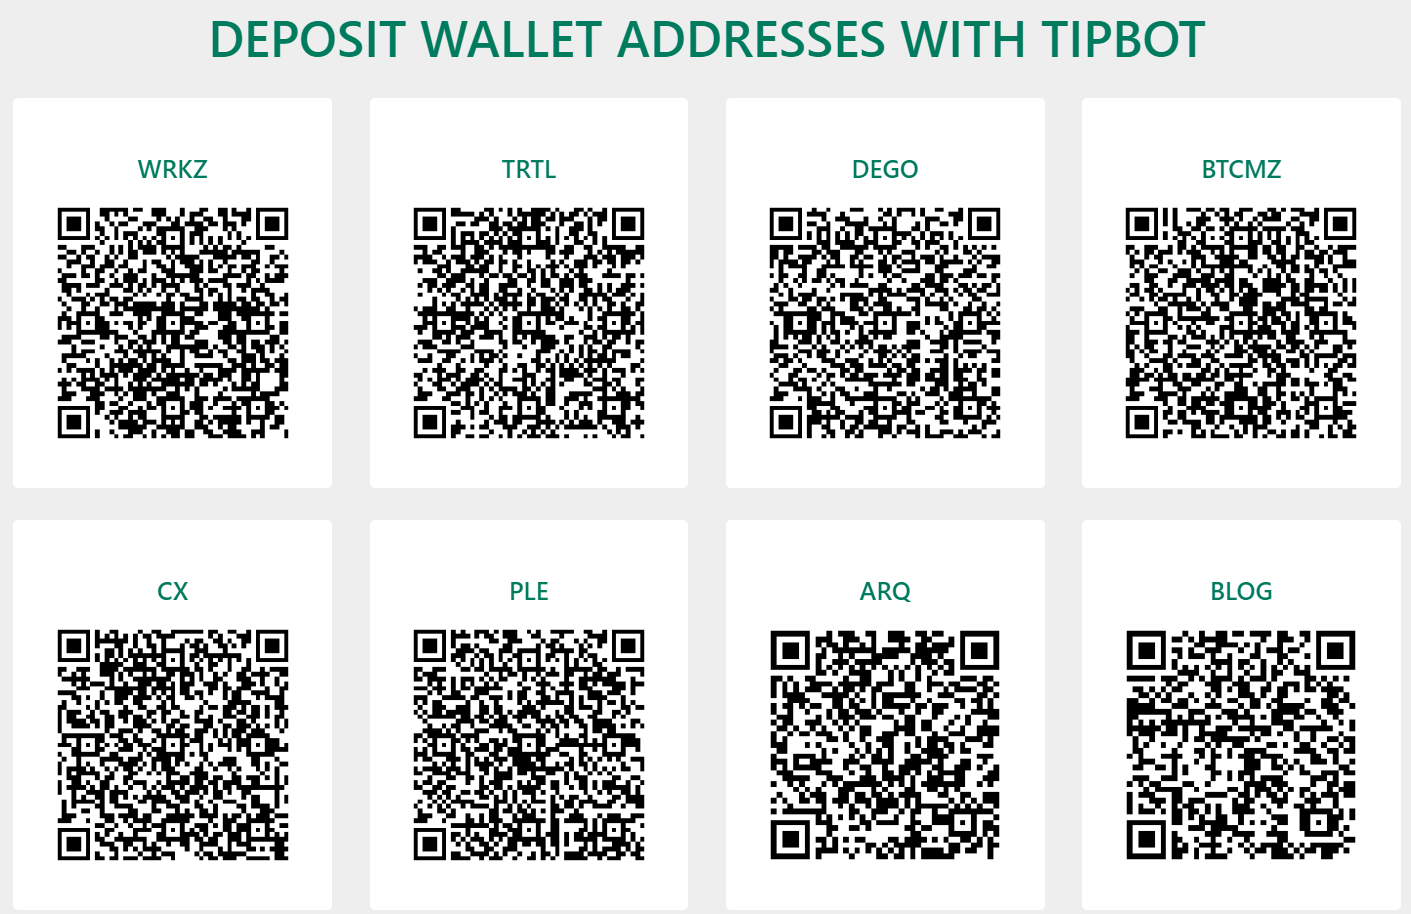 DEPOSIT WALLET ADDRESSES WITH TIPBOT
WRKZ
TRTL
DEGO
BTCMZ
CX
PLE
ARQ
BLOG